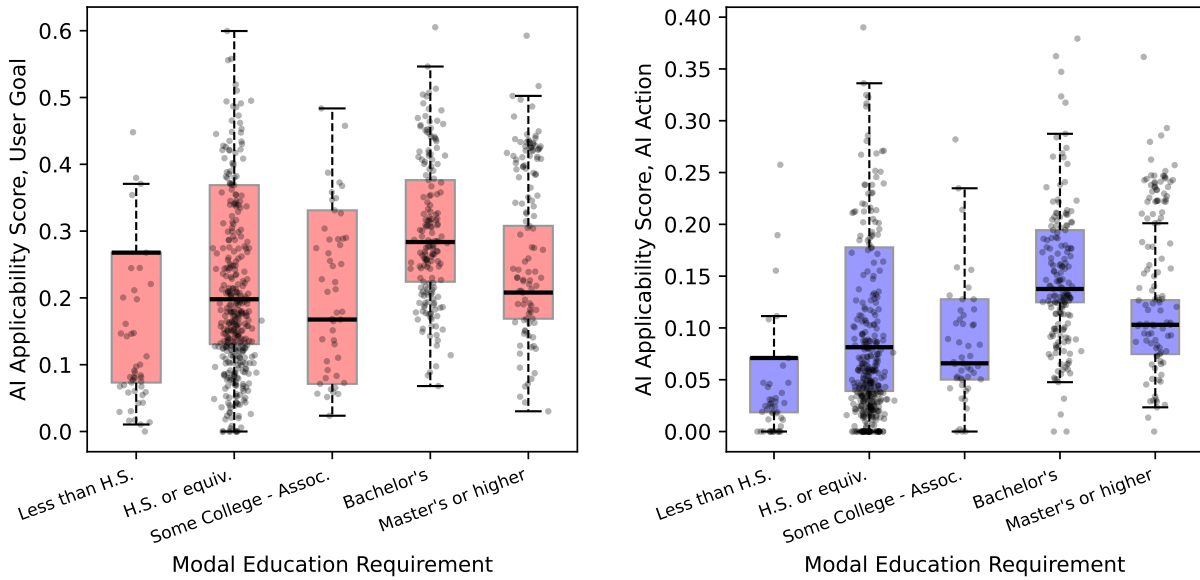 AI Applicability Score, User Goal
0.6
0.5
0.4
0.3
0.2
0.1
0.0
Less than H.S.
H.S. or equiv.
Some College - Assoc.
Bachelor's
Master's or higher
Modal Education Requirement
AI Applicability Score, AI Action
0.40
0.35
0.30
0.25
0.20
0.15
0.10
0.05
0.00
Less than H.S.
H.S. or equiv.
Some College - Assoc.
Bachelor's
Master's or higher
Modal Education Requirement